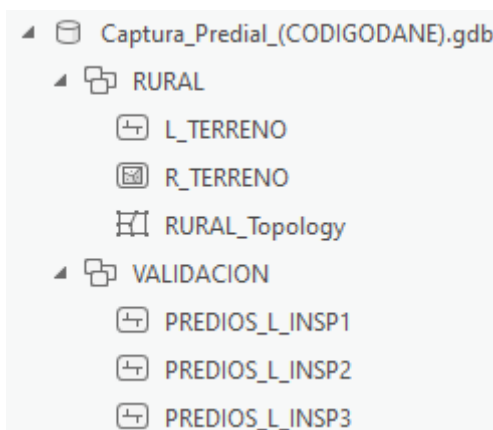 Captura_Predial_(CODIGODANE).gdb
RURAL
L_TERRENO
R_TERRENO
RURAL_Topology
VALIDACION
PREDIOS_L_INSP1
PREDIOS_L_INSP2
PREDIOS_L_INSP3